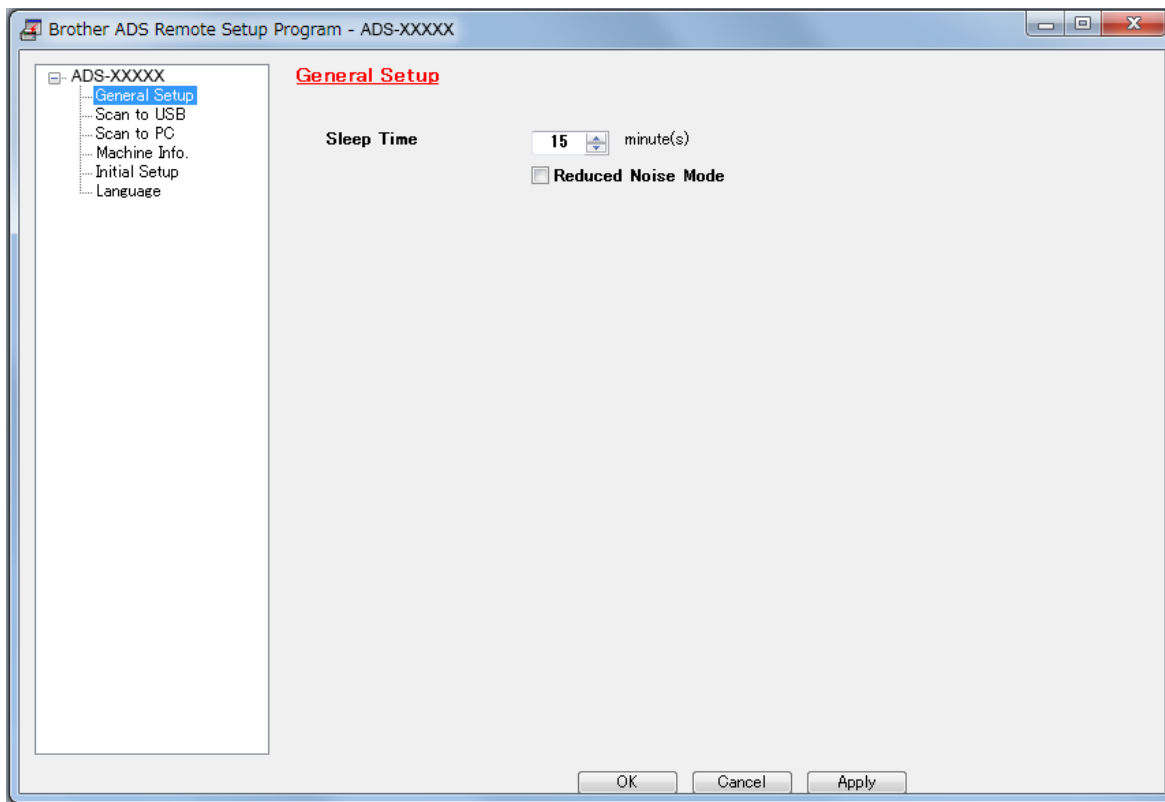 Brother ADS Remote Setup Program - ADS-XXXXX
ADS-XXXXX
General Setup
Scan to USB
Scan to PC
Machine Info.
Initial Setup
Language
General Setup
Sleep Time 15 minute(s)
Reduced Noise Mode
OK Cancel Apply